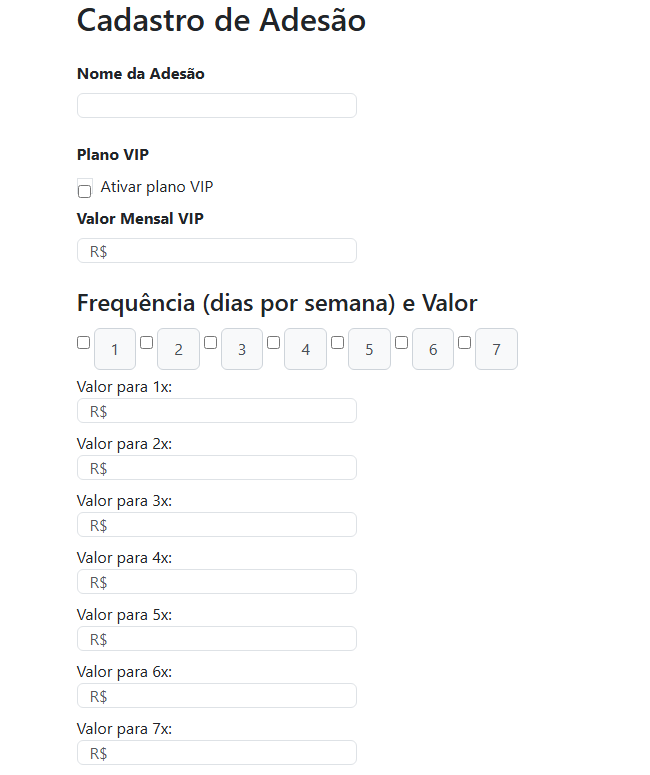 Cadastro de Adesão
Nome da Adesão
Plano VIP
Ativar plano VIP
Valor Mensal VIP
R$
Frequência (dias por semana) e Valor
1 2 3 4 5 6 7
Valor para 1x:
R$
Valor para 2x:
R$
Valor para 3x:
R$
Valor para 4x:
R$
Valor para 5x:
R$
Valor para 6x:
R$
Valor para 7x:
R$